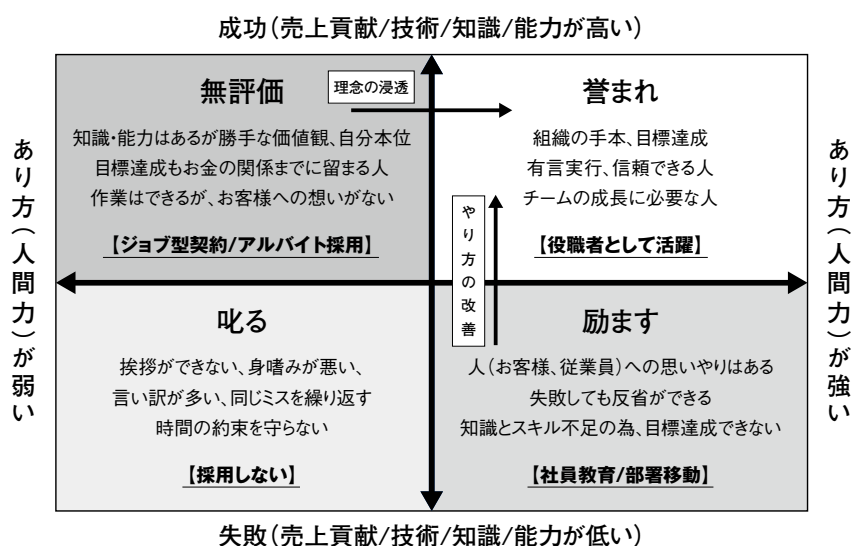 成功(売上貢献/技術/知識/能力が高い)
無評価
理念の浸透
誉まれ
知識・能力はあるが勝手な価値観、自分本位
目標達成もお金の関係までに留まる人
作業はできるが、お客様への想いがない
【ジョブ型契約/アルバイト採用】
組織の手本、目標達成
有言実行、信頼できる人
チームの成長に必要な人
【役職者として活躍】
あり方(人間力)が弱い
やり方の改善
あり方(人間力)が強い
叱る
挨拶ができない、身嗜みが悪い、
言い訳が多い、同じミスを繰り返す
時間の約束を守らない
【採用しない】
励ます
人(お客様、従業員)への思いやりはある
失敗しても反省ができる
知識とスキル不足の為、目標達成できない
【社員教育/部署移動】
失敗(売上貢献/技術/知識/能力が低い)